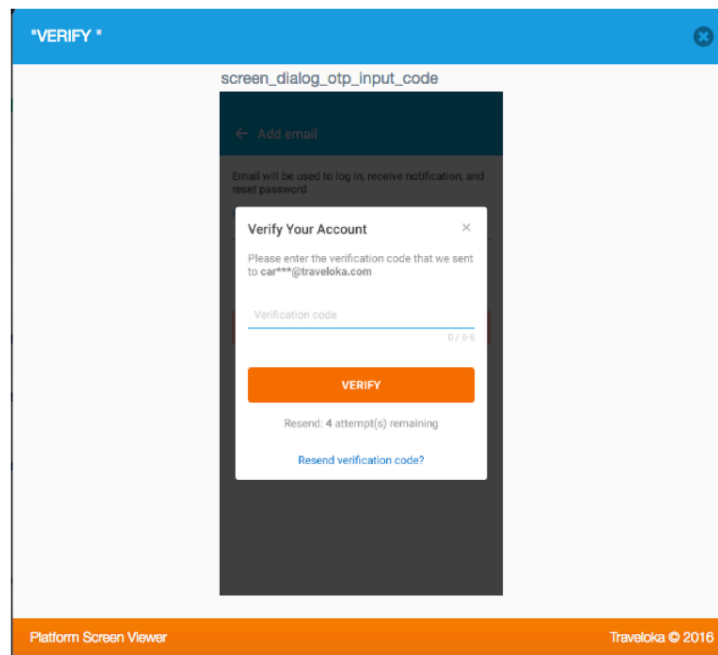 "VERIFY "
screen_dialog_otp_input_code
← Add email
Email will be used to log in, receive notification, and
reset password
Verify Your Account
Please enter the verification code that we sent
to car***@traveloka.com
Verification code
0 / 6-6
VERIFY
Resend: 4 attempt(s) remaining
Resend verification code?
Platform Screen Viewer
Traveloka © 2016